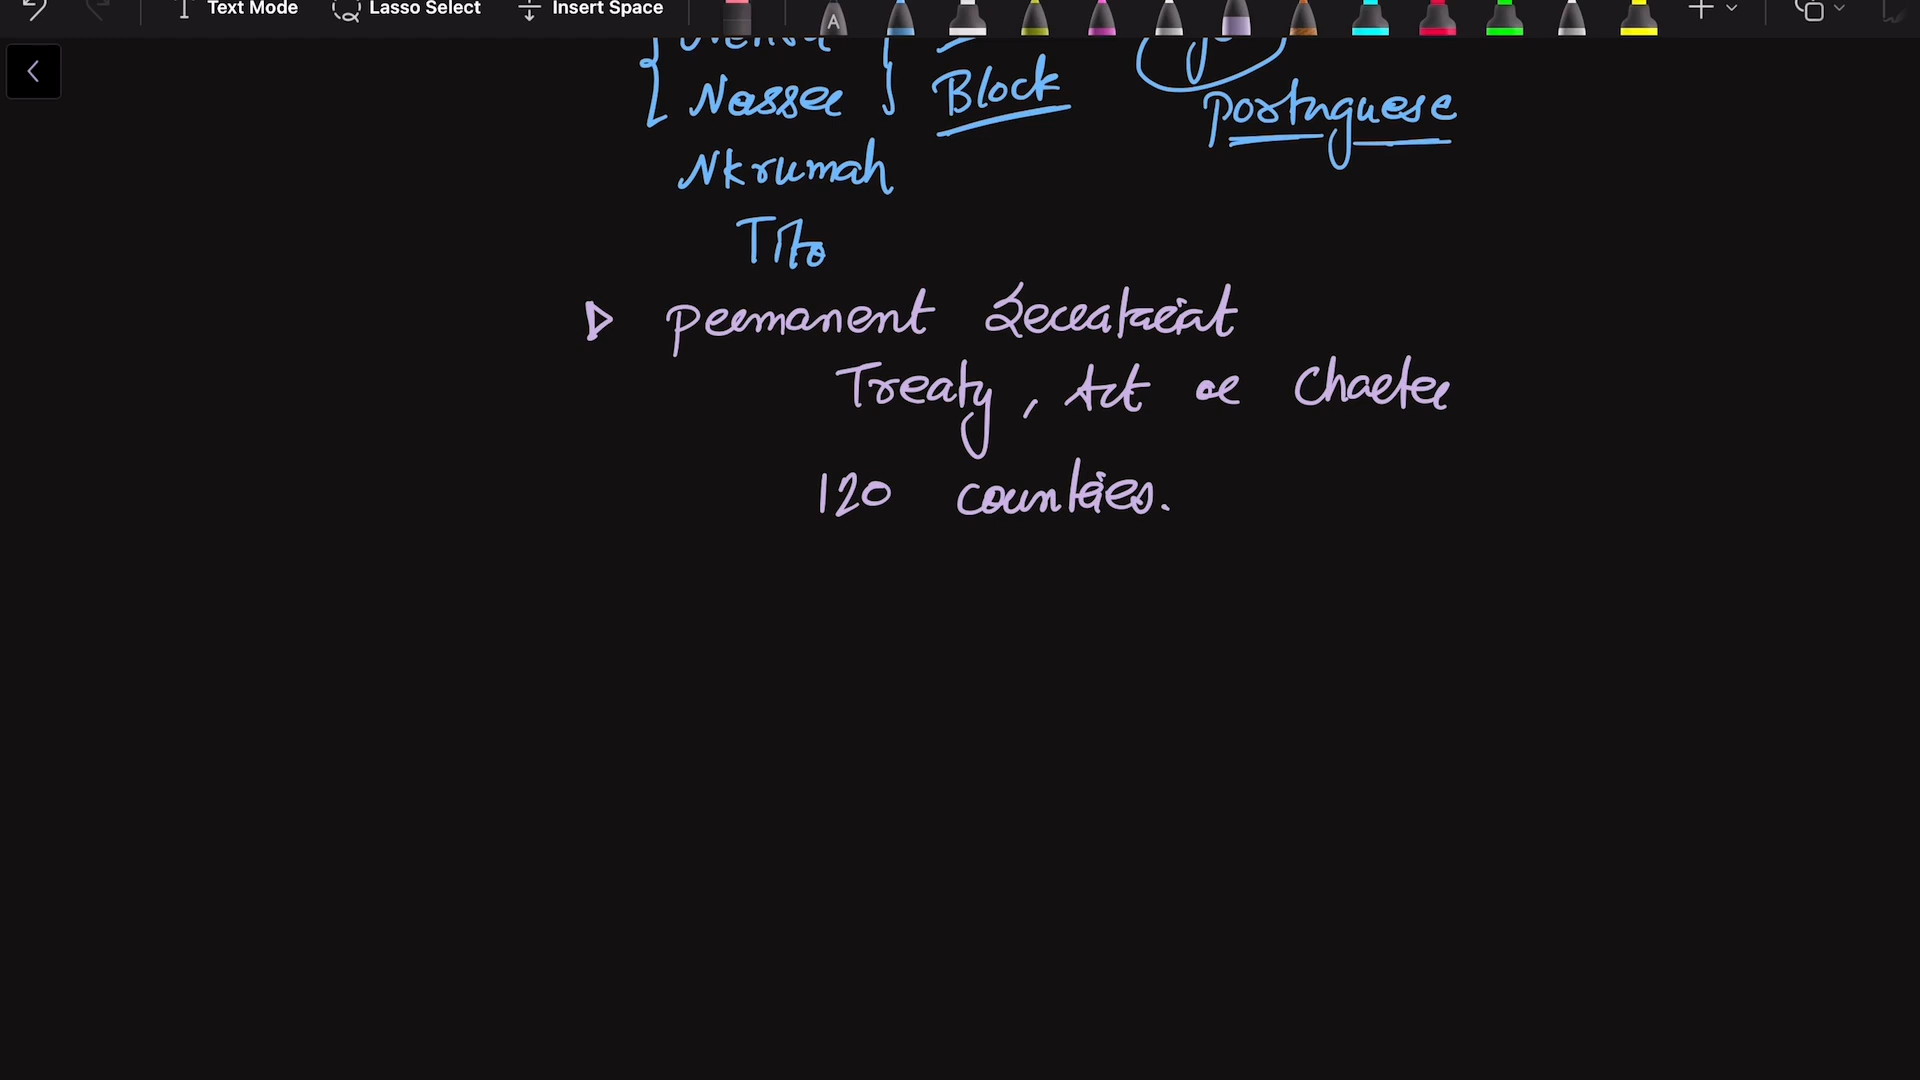 Text Mode Lasso Select Insert Space
A
Nasser Block Portuguese
Nkrumah
Tito
Permanent Secretariat
Treaty, Act or Charter
120 countries.